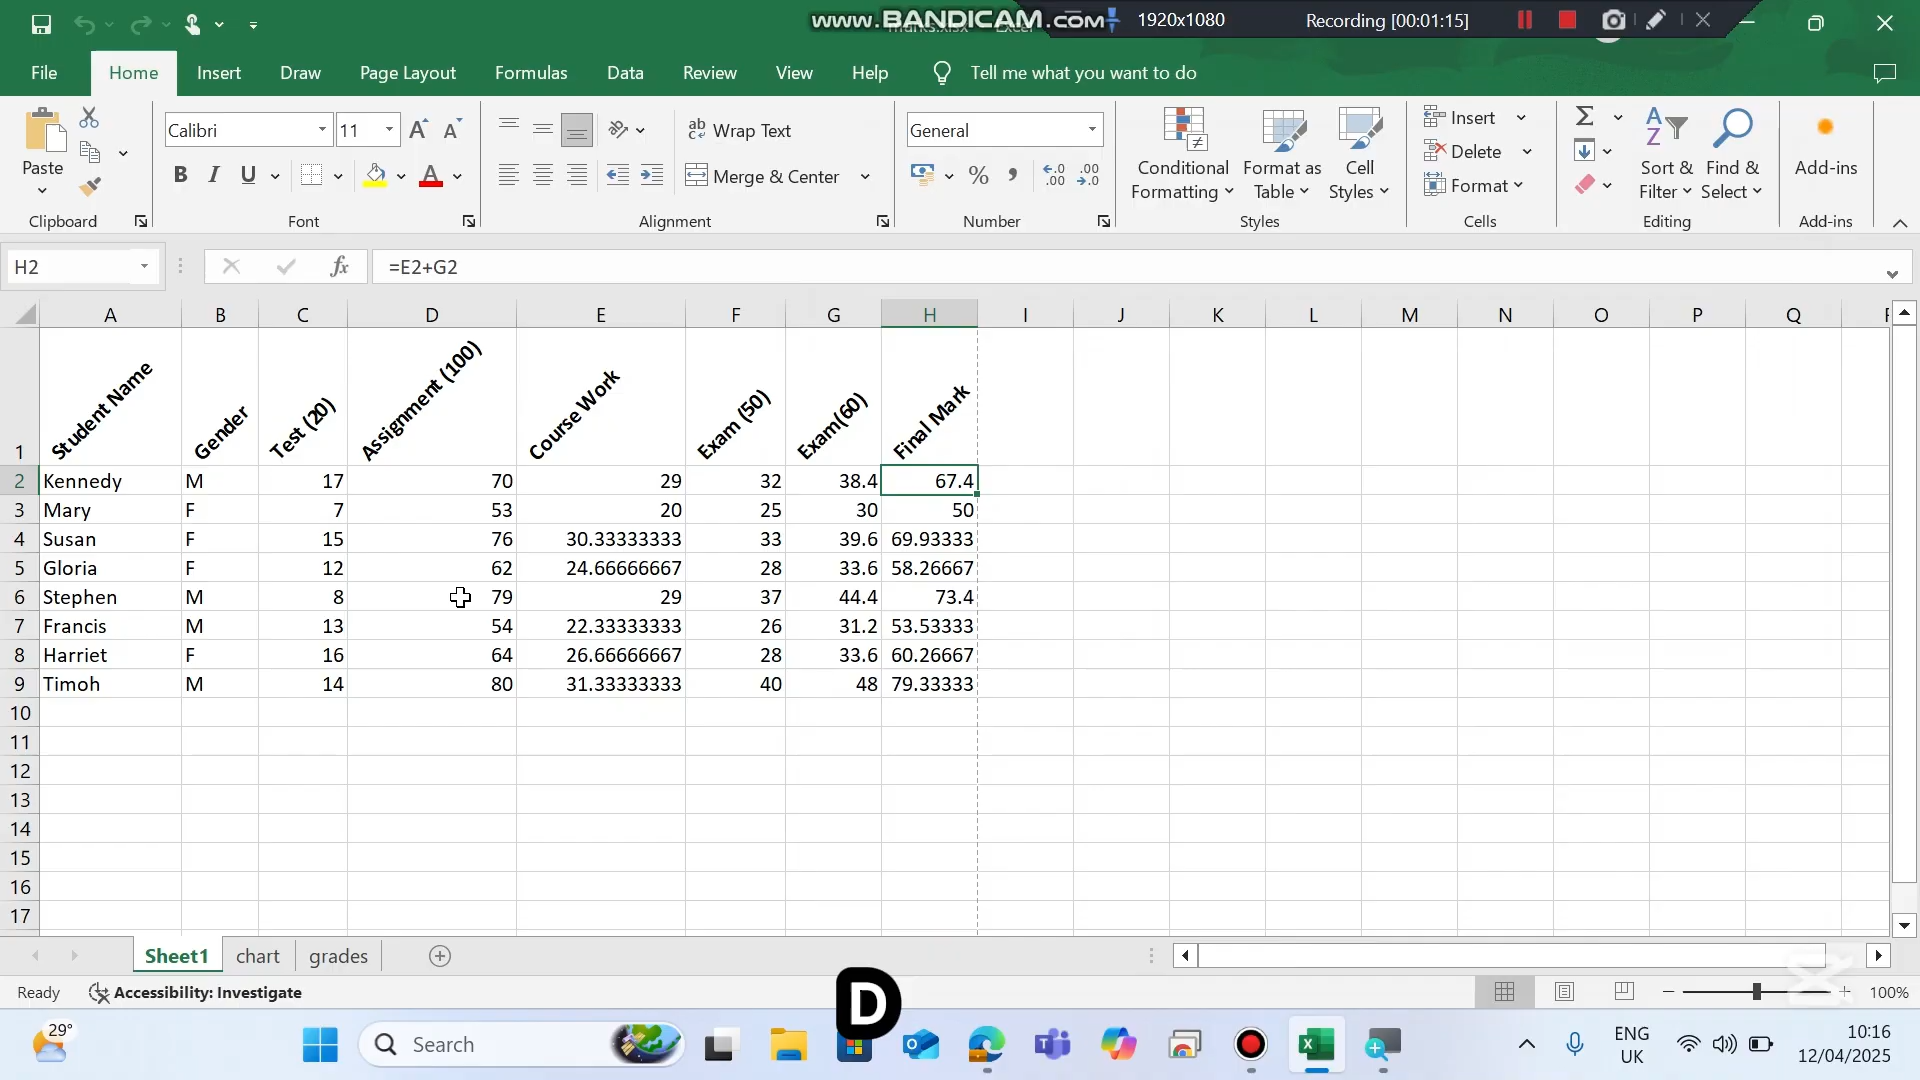 www.BANDICAM.com
1920x1080
Recording [00:01:15]
File
Home
Insert
Draw
Page Layout
Formulas
Data
Review
View
Help
Tell me what you want to do
Paste
Clipboard
Calibri
11
B I U
Font
Wrap Text
Merge & Center
Alignment
General
Number
Conditional
Formatting
Format as
Table
Cell
Styles
Styles
Insert
Delete
Format
Cells
Sort &
Filter
Find &
Select
Editing
Add-ins
Add-ins
H2
fx
=E2+G2
A B C D E F G H I J K L M N O P Q
1 Student Name Gender Test (20) Assignment (100) Course Work Exam (50) Exam(60) Final Mark
2 Kennedy M 17 70 29 32 38.4 67.4
3 Mary F 7 53 20 25 30 50
4 Susan F 15 76 30.33333333 33 39.6 69.93333
5 Gloria F 12 62 24.66666667 28 33.6 58.26667
6 Stephen M 8 79 29 37 44.4 73.4
7 Francis M 13 54 22.33333333 26 31.2 53.53333
8 Harriet F 16 64 26.66666667 28 33.6 60.26667
9 Timoh M 14 80 31.33333333 40 48 79.33333
10
11
12
13
14
15
16
17
Sheet1
chart
grades
Ready
Accessibility: Investigate
100%
D
29°
Search
ENG
UK
10:16
12/04/2025